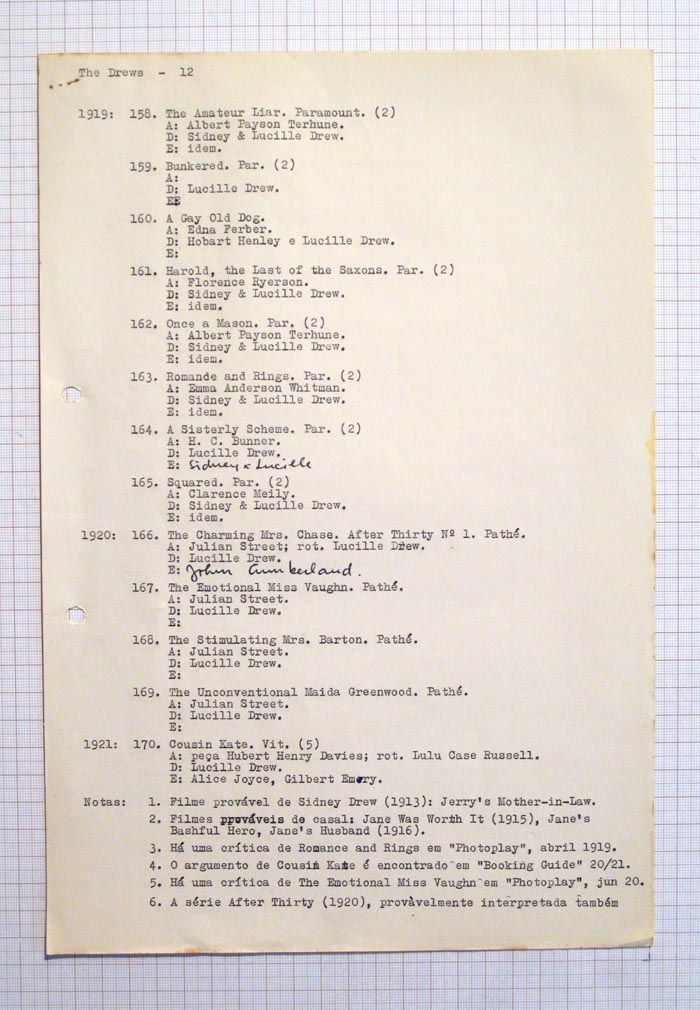 The Drews - 12
1919: 158. The Amateur Liar. Paramount. (2)
A: Albert Payson Terhune.
D: Sidney & Lucille Drew.
E: idem.
159. Bunkered. Par. (2)
A:
D: Lucille Drew.
EE
160. A Gay Old Dog.
A: Edna Ferber.
D: Hobart Henley e Lucille Drew.
E:
161. Harold, the Last of the Saxons. Par. (2)
A: Florence Ryerson.
D: Sidney & Lucille Drew.
E: idem.
162. Once a Mason. Par. (2)
A: Albert Payson Terhune.
D: Sidney & Lucille Drew.
E: idem.
163. Romande and Rings. Par. (2)
A: Emma Anderson Whitman.
D: Sidney & Lucille Drew.
E: idem.
164. A Sisterly Scheme. Par. (2)
A: H. C. Bunner.
D: Lucille Drew.
E: Sidney & Lucille
165. Squared. Par. (2)
A: Clarence Meily.
D: Sidney & Lucille Drew.
E: idem.
1920: 166. The Charming Mrs. Chase. After Thirty Nº 1. Pathé.
A: Julian Street; rot. Lucille Drew.
D: Lucille Drew.
E: John Cumberland.
167. The Emotional Miss Vaughn. Pathé.
A: Julian Street.
D: Lucille Drew.
E:
168. The Stimulating Mrs. Barton. Pathé.
A: Julian Street.
D: Lucille Drew.
E:
169. The Unconventional Maida Greenwood. Pathé.
A: Julian Street.
D: Lucille Drew.
E:
1921: 170. Cousin Kate. Vit. (5)
A: peça Hubert Henry Davies; rot. Lulu Case Russell.
D: Lucille Drew.
E: Alice Joyce, Gilbert Emery.
Notas: 1. Filme provável de Sidney Drew (1913): Jerry's Mother-in-Law.
2. Filmes prováveis do casal: Jane Was Worth It (1915), Jane's
Bashful Hero, Jane's Husband (1916).
3. Há uma crítica de Romance and Rings em "Photoplay", abril 1919.
4. O argumento de Cousin Kate é encontrado em "Booking Guide" 20/21.
5. Há uma crítica de The Emotional Miss Vaughn em "Photoplay", jun 20.
6. A série After Thirty (1920), provàvelmente interpretada também